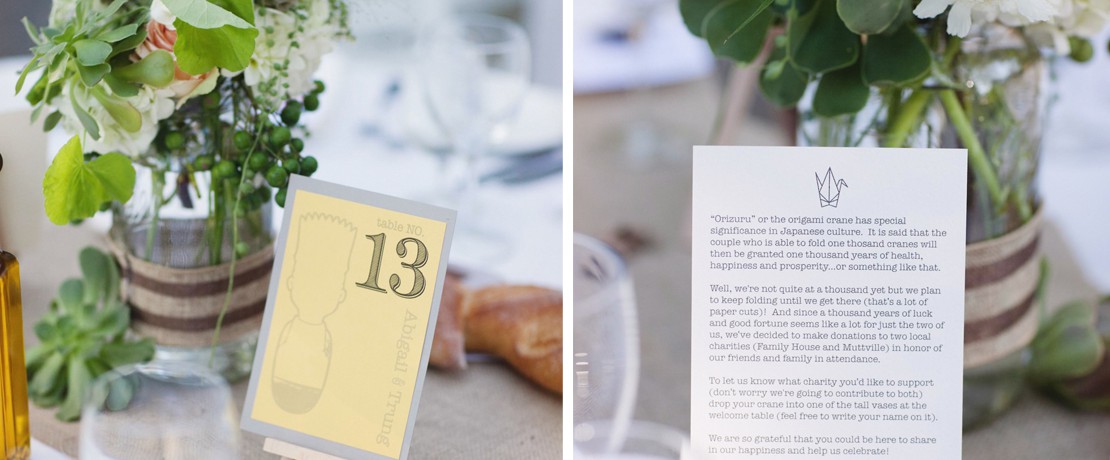 table NO.
13
Abigail & Trung
"Orizuru" or the origami crane has special
significance in Japanese culture. It is said that the
couple who is able to fold one thosand cranes will
then be granted one thousand years of health,
happiness and prosperity...or something like that.
Well, we're not quite at a thousand yet but we plan
to keep folding until we get there (that's a lot of
paper cuts)! And since a thousand years of luck
and good fortune seems like a lot for just the two of
us, we've decided to make donations to two local
charities (Family House and Muttville) in honor of
our friends and family in attendance.
To let us know what charity you'd like to support
(don't worry we're going to contribute to both)
drop your crane into one of the tall vases at the
welcome table (feel free to write your name on it).
We are so grateful that you could be here to share
in our happiness and help us celebrate!